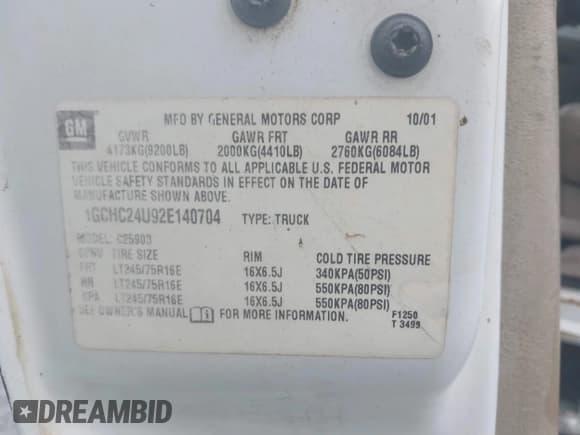 GM
MFD BY GENERAL MOTORS CORP 10/01
GVWR GAWR FRT GAWR RR
4173KG(9200LB) 2000KG(4410LB) 2760KG(6084LB)
THIS VEHICLE CONFORMS TO ALL APPLICABLE U.S. FEDERAL MOTOR
VEHICLE SAFETY STANDARDS IN EFFECT ON THE DATE OF
MANUFACTURE SHOWN ABOVE.
1GCHC24U92E140704 TYPE: TRUCK
MODEL: C25903
TIRE SIZE RIM COLD TIRE PRESSURE
FRT LT245/75R16E 16X6.5J 340KPA(50PSI)
RR LT245/75R16E 16X6.5J 550KPA(80PSI)
LT245/75R16E 16X6.5J 550KPA(80PSI)
SEE OWNER'S MANUAL FOR MORE INFORMATION.
F1250
T 3499
DREAMBID